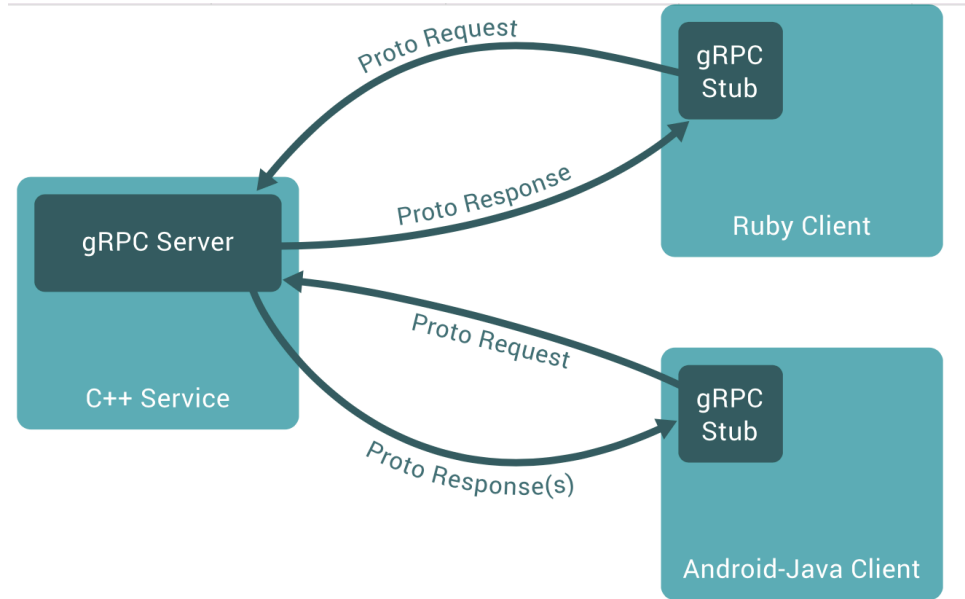 Proto Request
gRPC
Stub
Proto Response
Ruby Client
gRPC Server
C++ Service
Proto Request
gRPC
Stub
Proto Response(s)
Android-Java Client